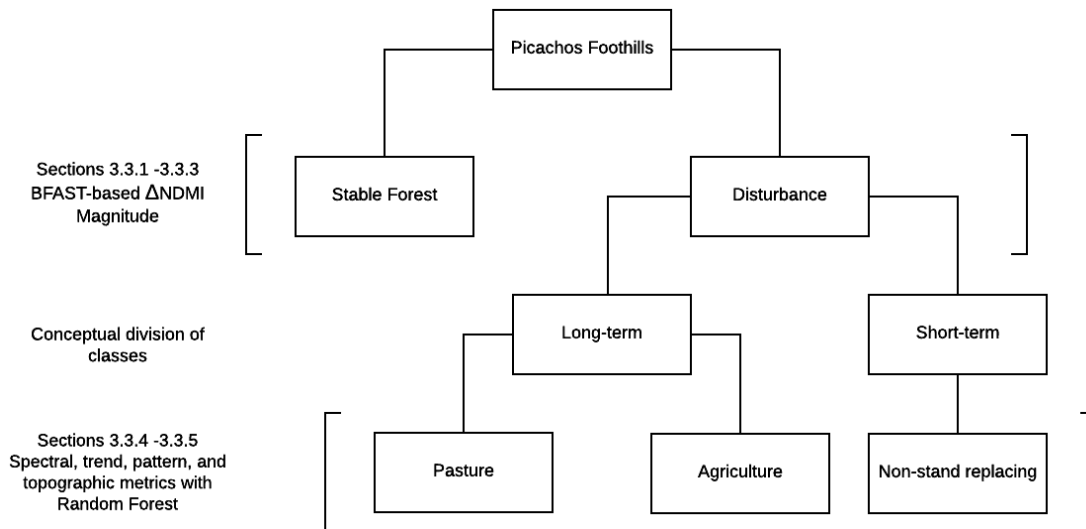 Picachos Foothills
Sections 3.3.1 -3.3.3
BFAST-based ΔNDMI
Magnitude
Stable Forest
Disturbance
Conceptual division of
classes
Long-term
Short-term
Sections 3.3.4 -3.3.5
Spectral, trend, pattern, and
topographic metrics with
Random Forest
Pasture
Agriculture
Non-stand replacing